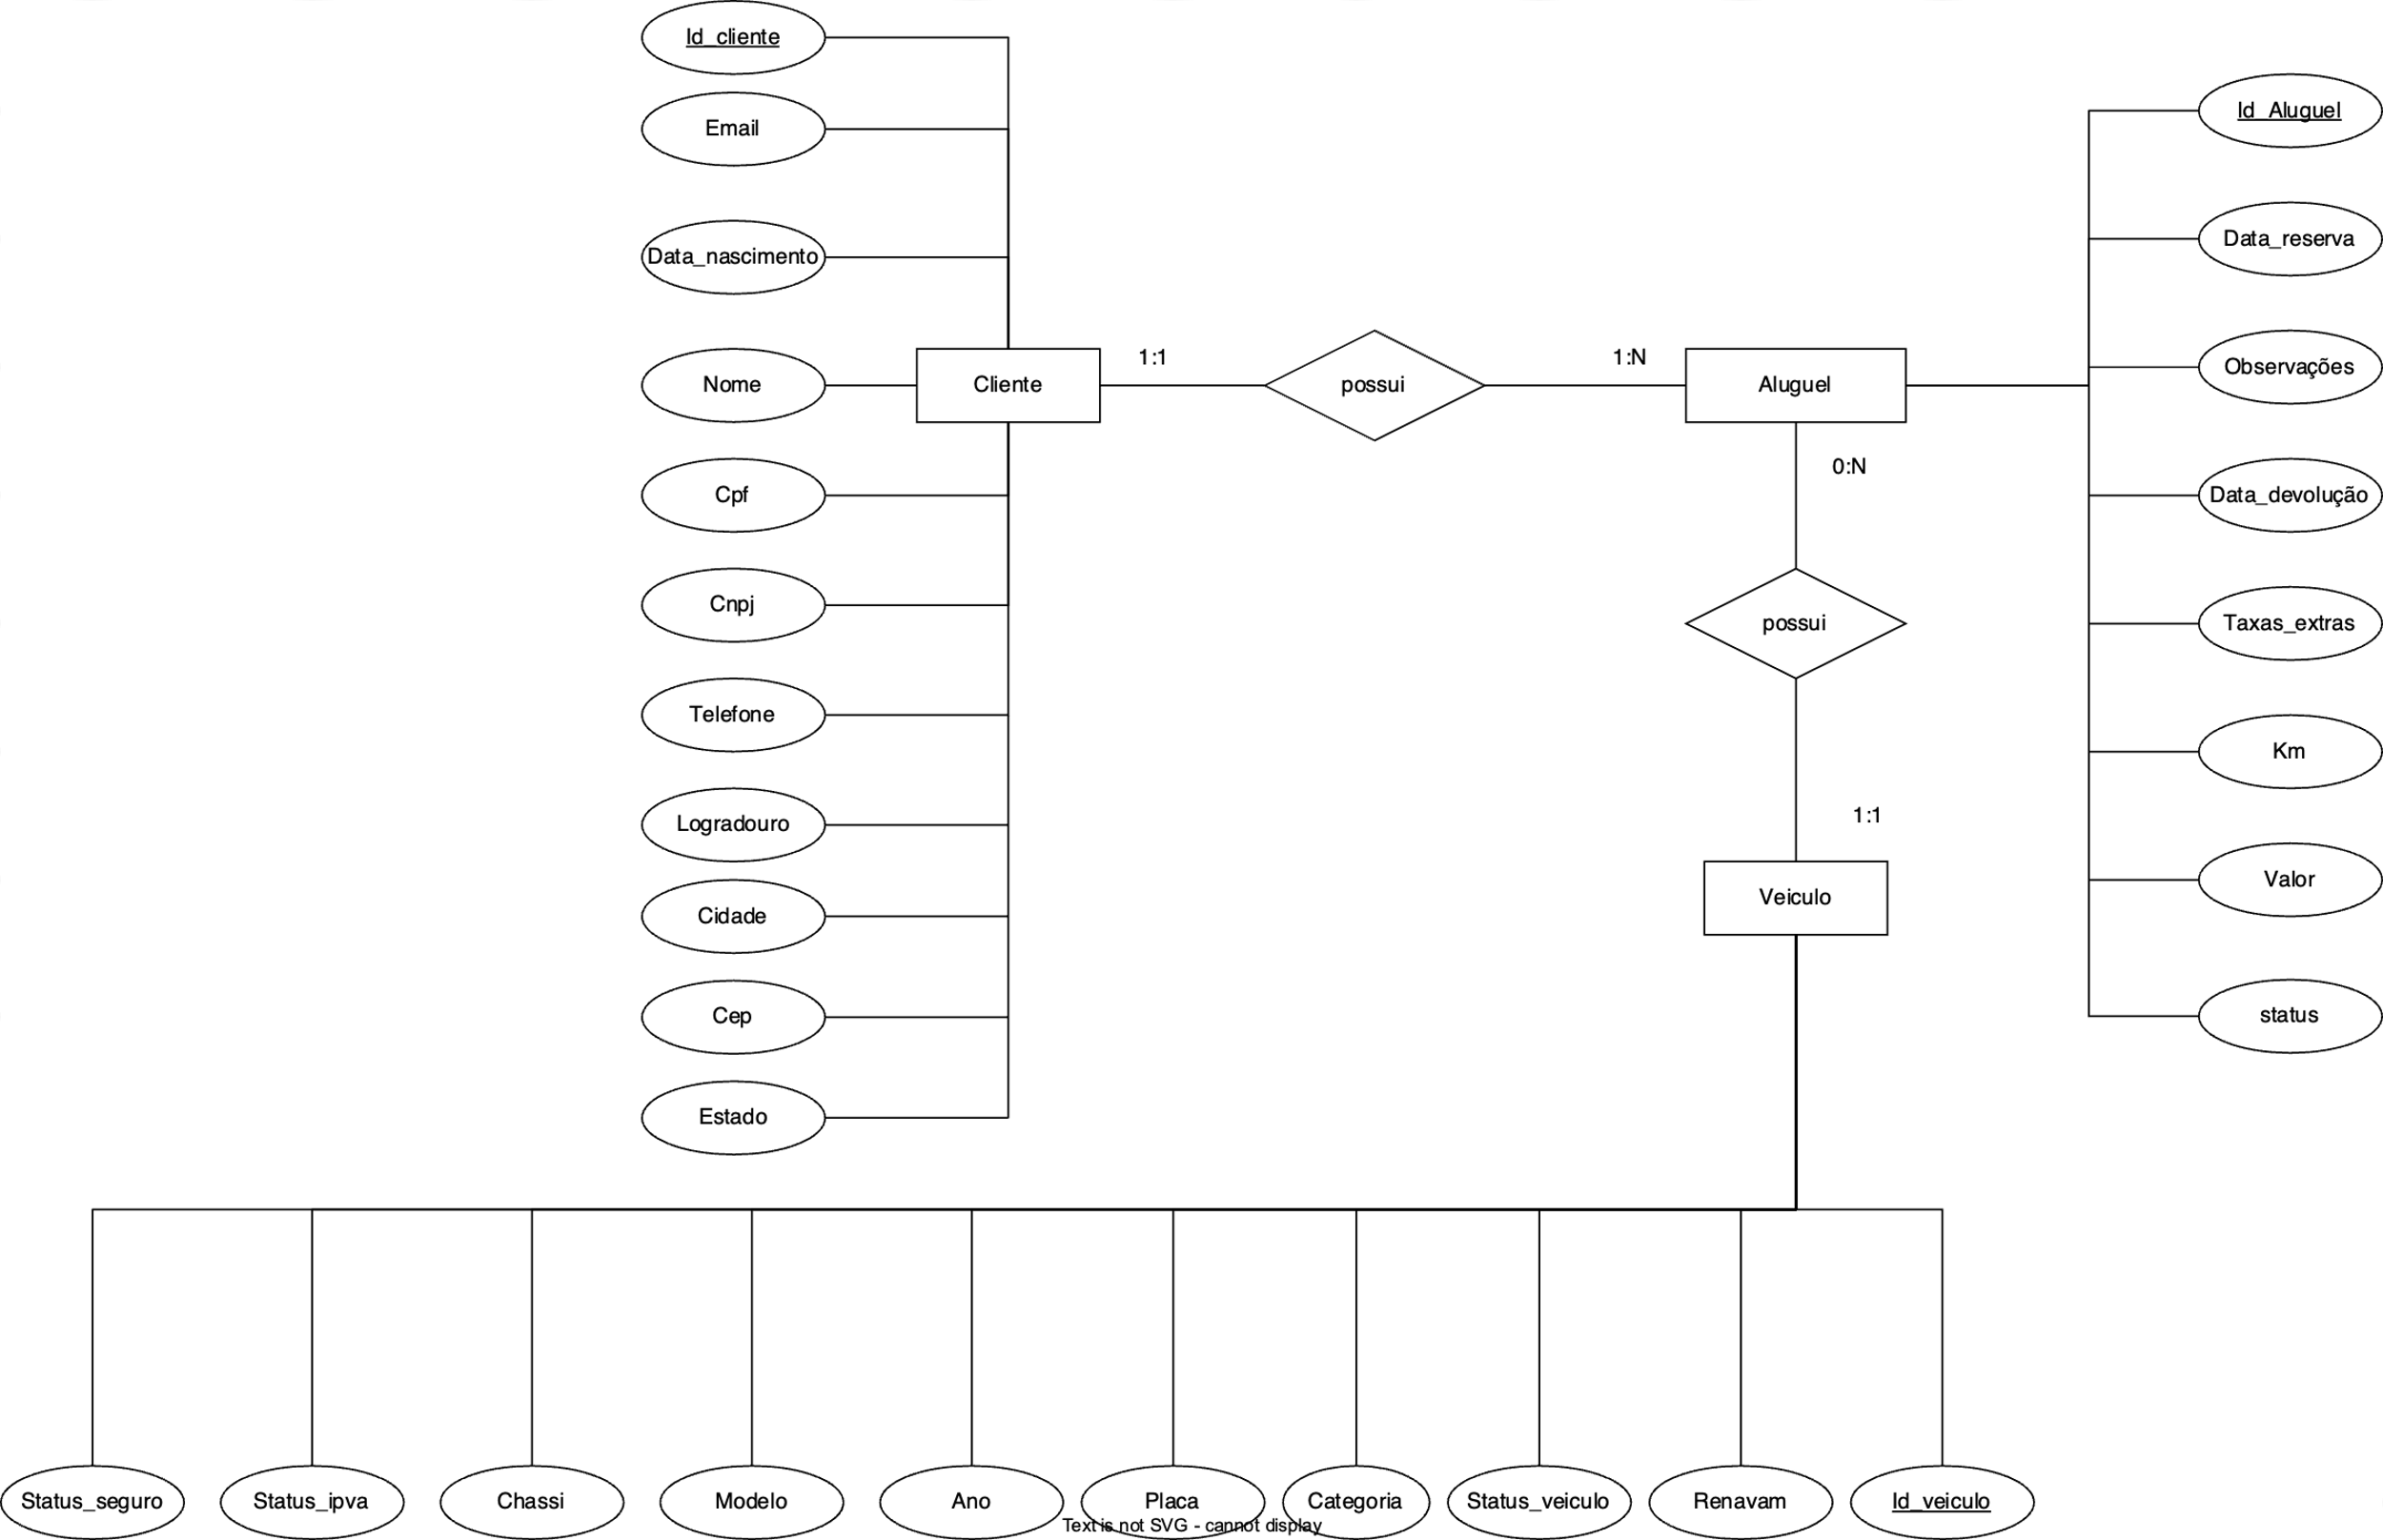 Id_cliente
Email
Data_nascimento
Nome
Cpf
Cnpj
Telefone
Logradouro
Cidade
Cep
Estado
Cliente
1:1
possui
1:N
Aluguel
0:N
possui
1:1
Veiculo
Id_Aluguel
Data_reserva
Observações
Data_devolução
Taxas_extras
Km
Valor
status
Status_seguro
Status_ipva
Chassi
Modelo
Ano
Placa
Categoria
Status_veiculo
Renavam
Id_veiculo
Text is not SVG - cannot display